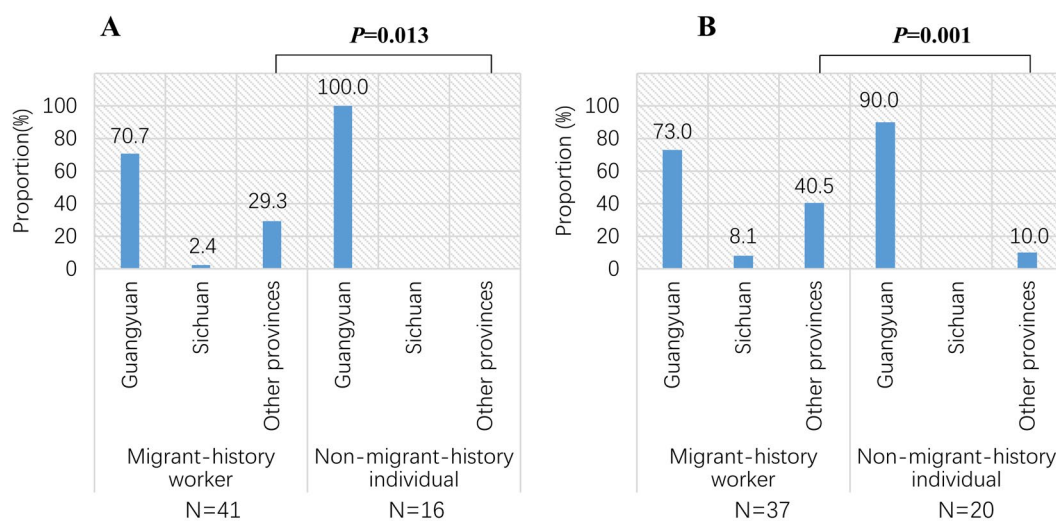 A
P=0.013
Proportion(%)
100
80
60
40
20
0
70.7
2.4
29.3
100.0
Guangyuan
Sichuan
Other provinces
Guangyuan
Sichuan
Other provinces
Migrant-history
worker
Non-migrant-history
individual
N=41
N=16
B
P=0.001
Proportion (%)
100
80
60
40
20
0
73.0
8.1
40.5
90.0
10.0
Guangyuan
Sichuan
Other provinces
Guangyuan
Sichuan
Other provinces
Migrant-history
worker
Non-migrant-history
individual
N=37
N=20